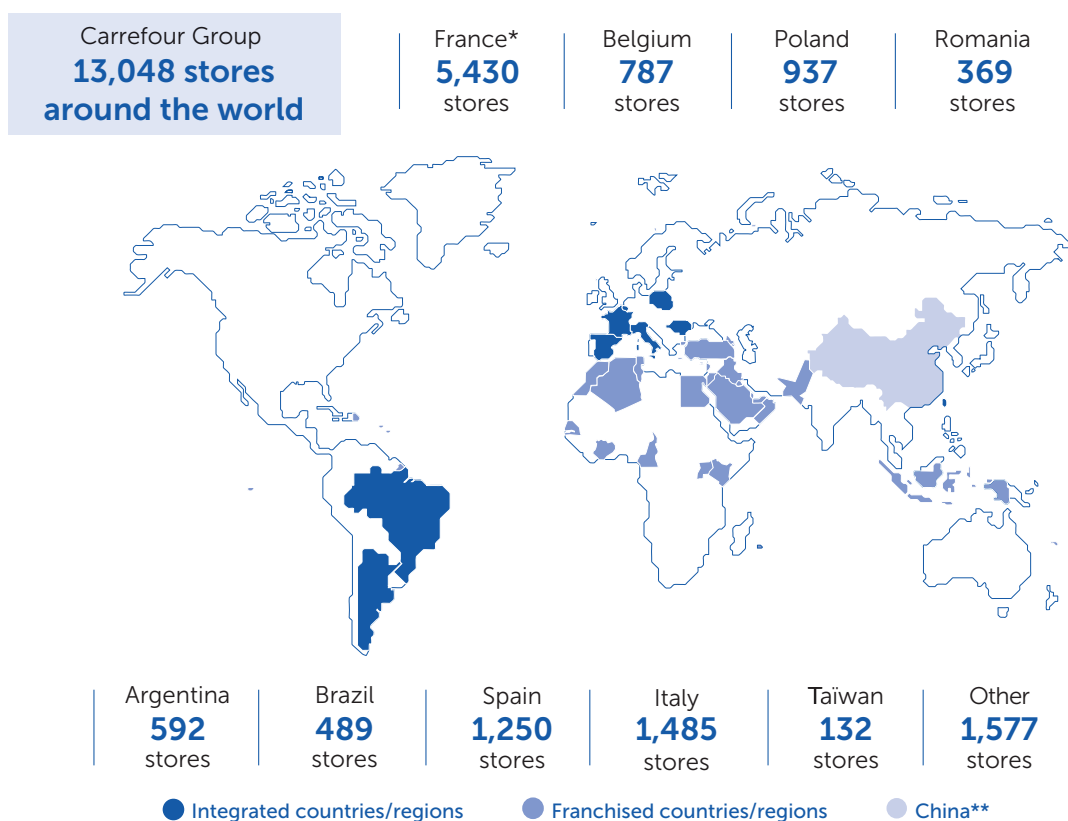 Carrefour Group
13,048 stores
around the world
France*
5,430
stores
Belgium
787
stores
Poland
937
stores
Romania
369
stores
Argentina
592
stores
Brazil
489
stores
Spain
1,250
stores
Italy
1,485
stores
Taïwan
132
stores
Other
1,577
stores
Integrated countries/regions
Franchised countries/regions
China**